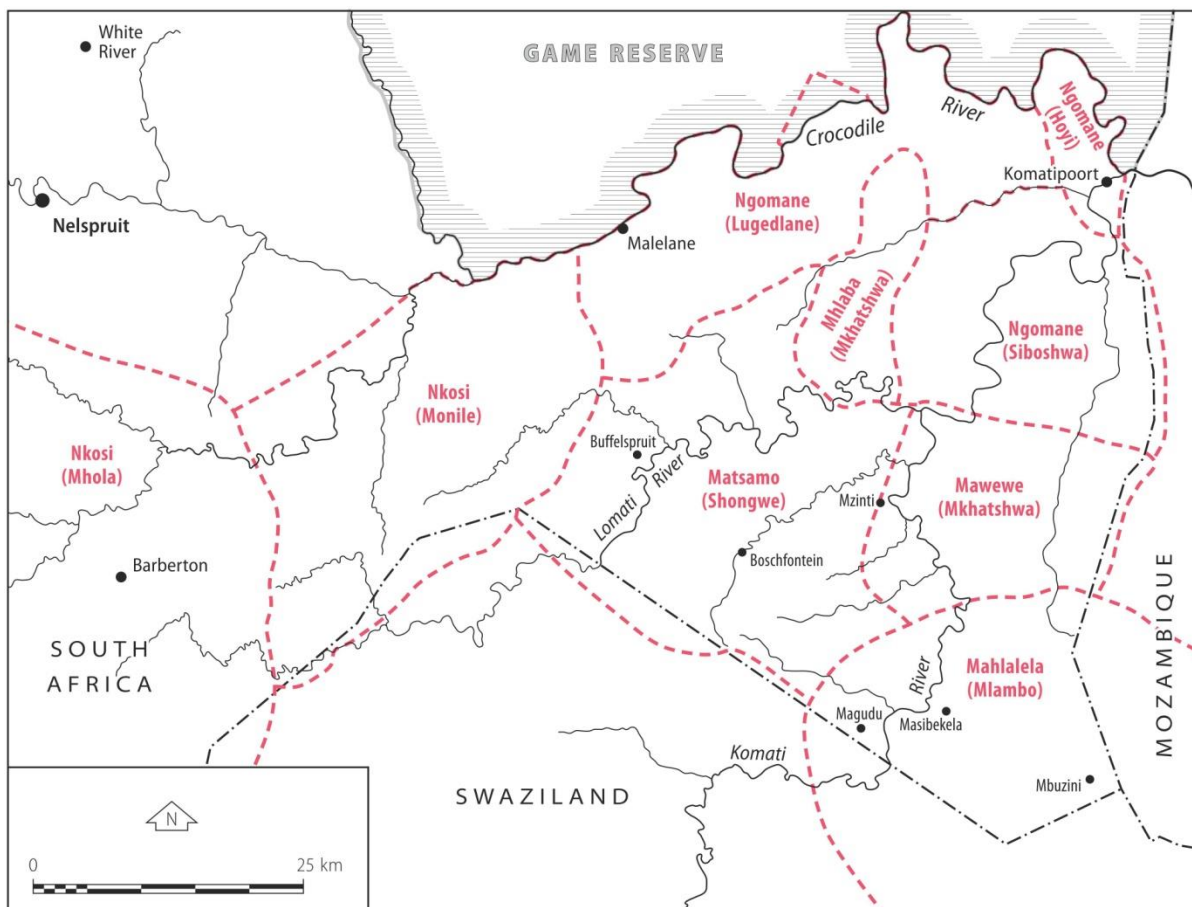 White
River
GAME RESERVE
Crocodile
River
Ngomane
(Hoyi)
Komatipoort
Nelspruit
Ngomane
(Lugedlane)
Malelane
Mhlaba
(Mkhatshwa)
Ngomane
(Siboshwa)
Nkosi
(Monile)
Nkosi
(Mhola)
Buffelspruit
Lomati
River
Matsamo
(Shongwe)
Mzinti
Mawewe
(Mkhatshwa)
Boschfontein
Barberton
SOUTH
AFRICA
MOZAMBIQUE
Mahlalela
(Mlambo)
River
Magudu
Masibekela
Komati
SWAZILAND
Mbuzini
N
0
25 km